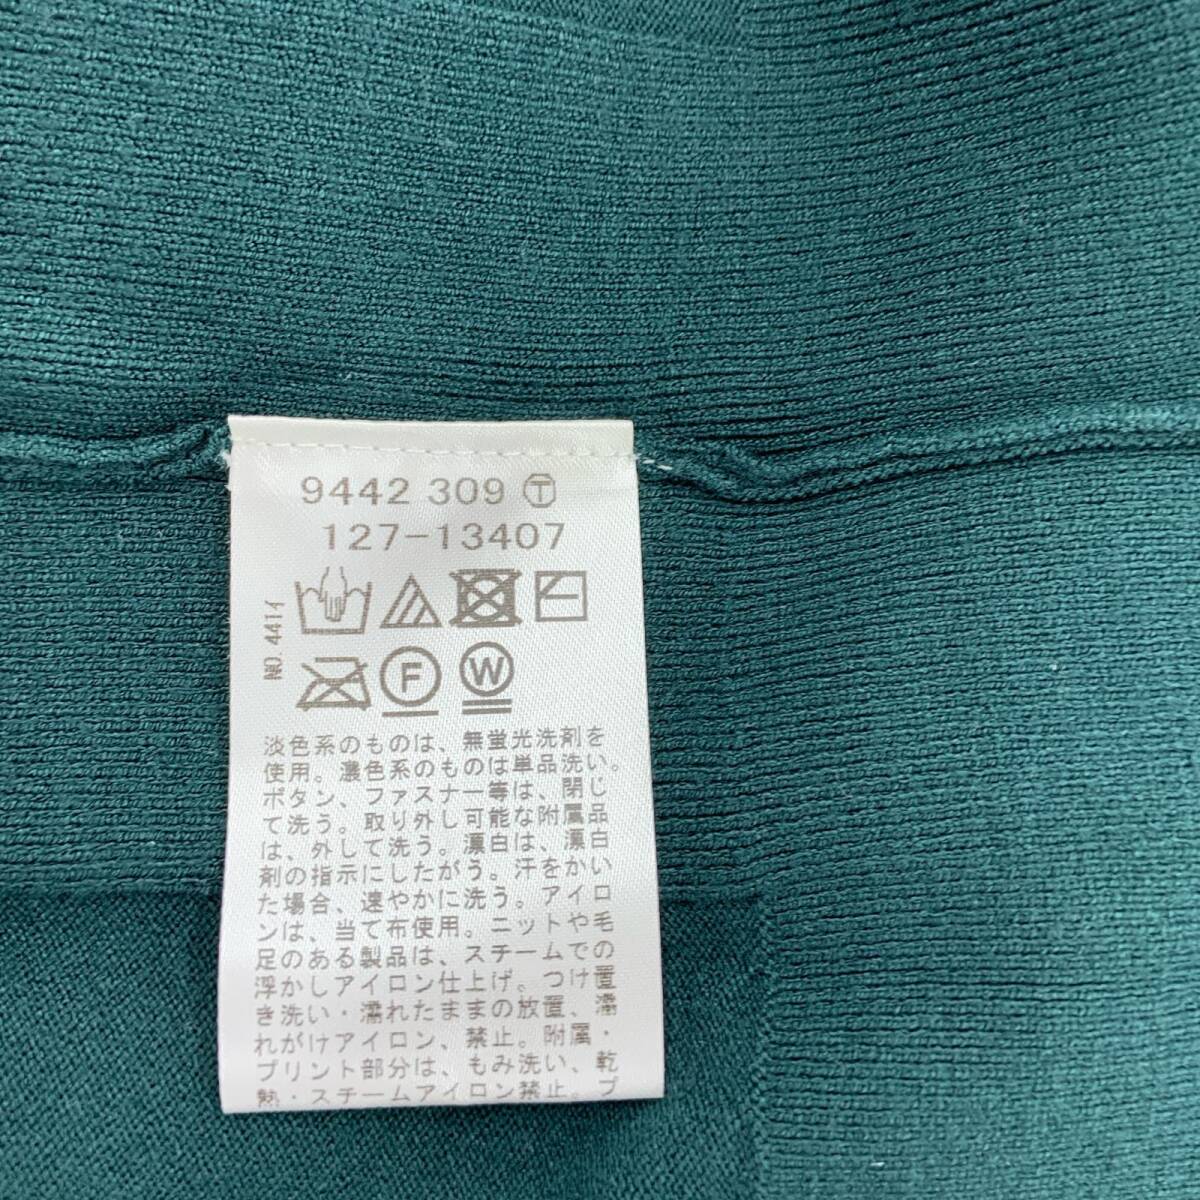 9442 309 Ⓣ
127-13407
NO.441イ
F
W
淡色系のものは、無蛍光洗剤を
使用。濃色系のものは単品洗い。
ボタン、ファスナー等は、閉じ
て洗う。取り外し可能な附属品
は、外して洗う。漂白は、漂白
剤の指示にしたがう。汗をかい
た場合、速やかに洗う。アイロ
ンは、当て布使用。ニットや毛
足のある製品は、スチームでの
浮かしアイロン仕上げ。つけ置
き洗い・濡れたままの放置、濡
れがけアイロン、禁止。附属・
プリント部分は、もみ洗い、乾
熱・スチームアイロン禁止。プ